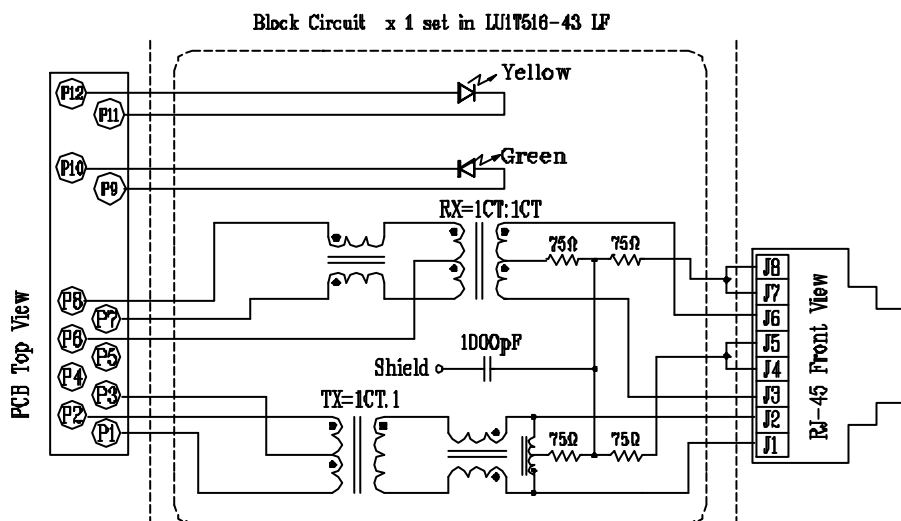 Block Circuit x 1 set in LU1T516-43 LF
P12
Yellow
P11
P10
Green
P9
RX=1CT:1CT
75Ω 75Ω
J8
P8
J7
P7
J6
P6
1000pF
J5
P5
Shield
J4
P4
P3
TX=1CT.1
J3
P2
J2
P1
75Ω 75Ω
J1
PCB Top View
RJ-45 Front View